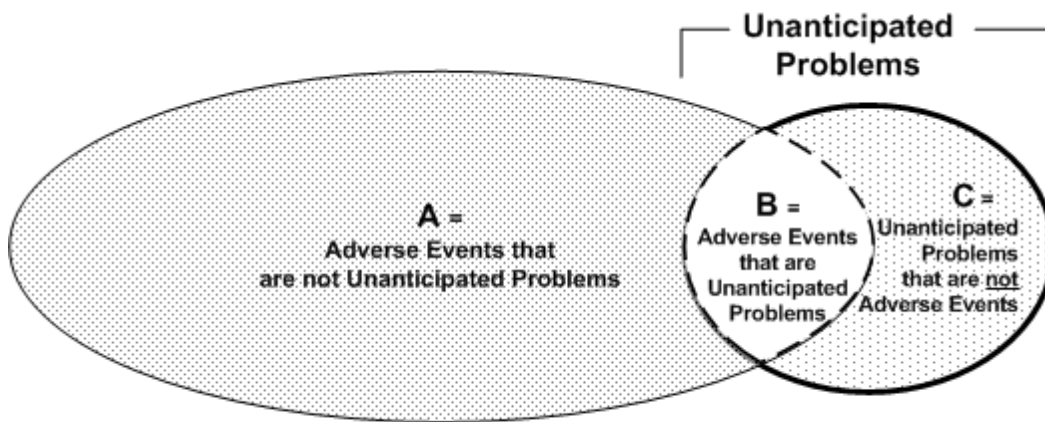 Unanticipated
Problems
A =
Adverse Events that
are not Unanticipated Problems
B =
Adverse Events
that are
Unanticipated
Problems
C =
Unanticipated
Problems
that are not
Adverse Events